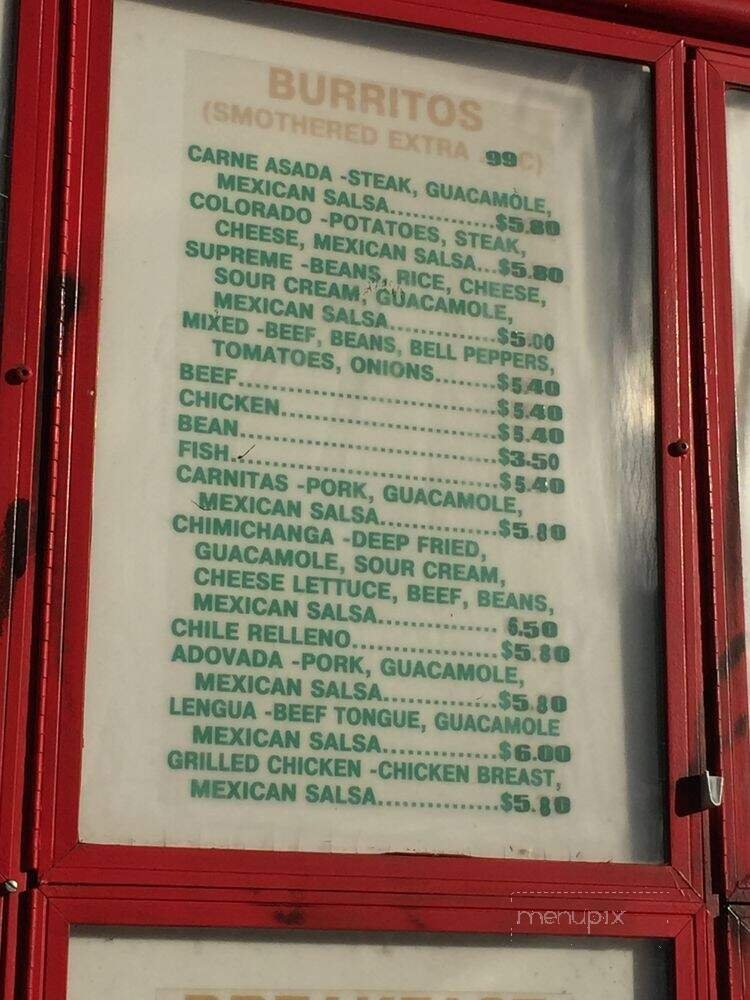 BURRITOS
(SMOTHERED EXTRA .99¢)
CARNE ASADA -STEAK, GUACAMOLE,
MEXICAN SALSA..............$5.80
COLORADO -POTATOES, STEAK,
CHEESE, MEXICAN SALSA...$5.80
SUPREME -BEANS, RICE, CHEESE,
SOUR CREAM, GUACAMOLE,
MEXICAN SALSA..............$5.00
MIXED -BEEF, BEANS, BELL PEPPERS,
TOMATOES, ONIONS........$5.40
BEEF..................................$5.40
CHICKEN............................$5.40
BEAN.................................$3.50
FISH...................................$5.40
CARNITAS -PORK, GUACAMOLE,
MEXICAN SALSA...............$5.80
CHIMICHANGA -DEEP FRIED,
GUACAMOLE, SOUR CREAM,
CHEESE LETTUCE, BEEF, BEANS,
MEXICAN SALSA............... 6.50
CHILE RELLENO...................$5.80
ADOVADA -PORK, GUACAMOLE,
MEXICAN SALSA...............$5.80
LENGUA -BEEF TONGUE, GUACAMOLE
MEXICAN SALSA...............$6.00
GRILLED CHICKEN -CHICKEN BREAST,
MEXICAN SALSA...............$5.80
menupix